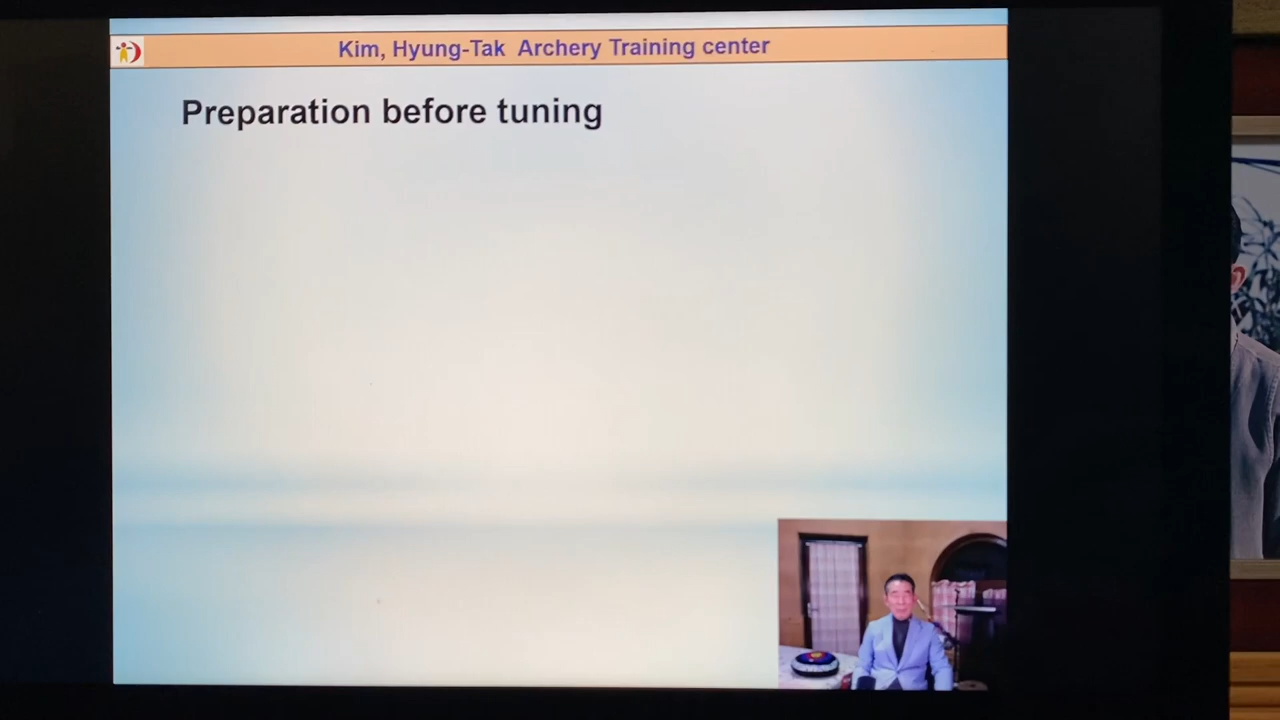 Kim, Hyung-Tak Archery Training center
Preparation before tuning